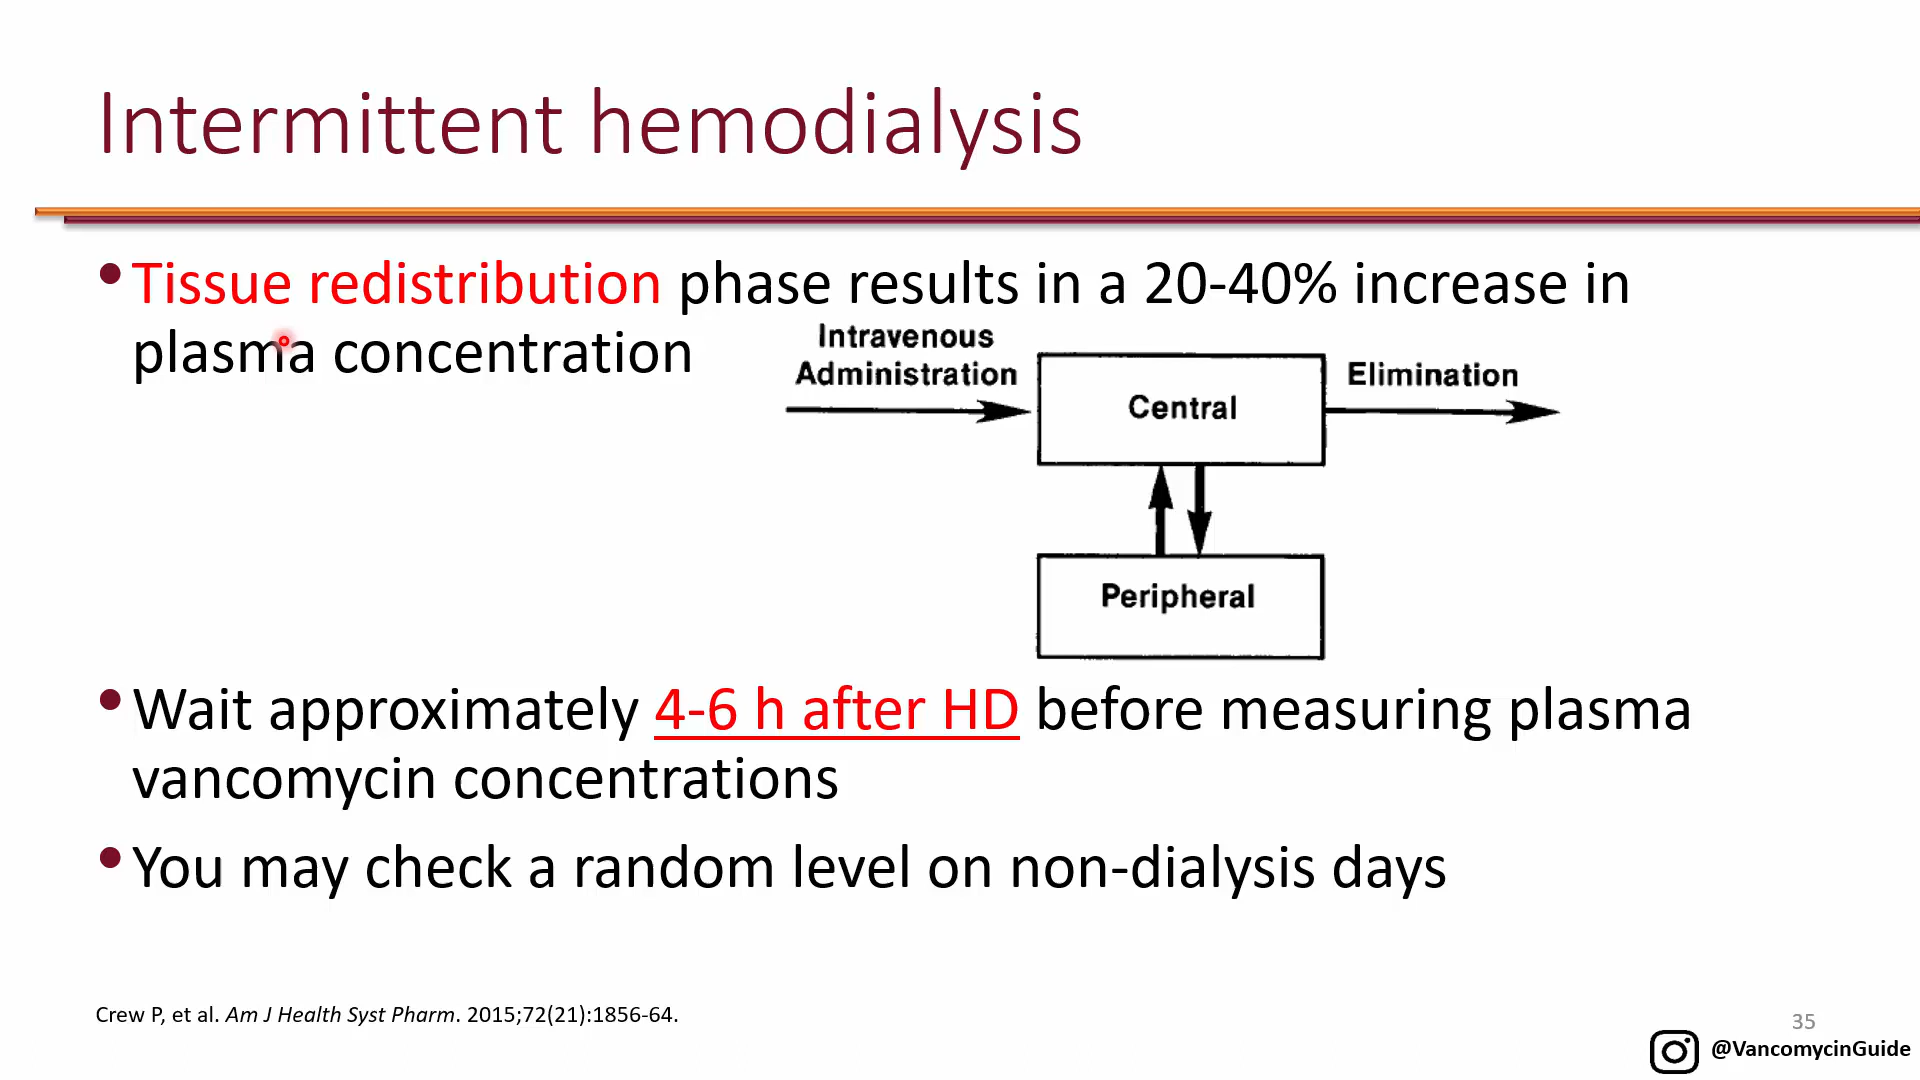 Intermittent hemodialysis
•Tissue redistribution phase results in a 20-40% increase in
plasma concentration
Intravenous
Administration
Central
Elimination
Peripheral
•Wait approximately 4-6 h after HD before measuring plasma
vancomycin concentrations
•You may check a random level on non-dialysis days
Crew P, et al. Am J Health Syst Pharm. 2015;72(21):1856-64.
35
@VancomycinGuide